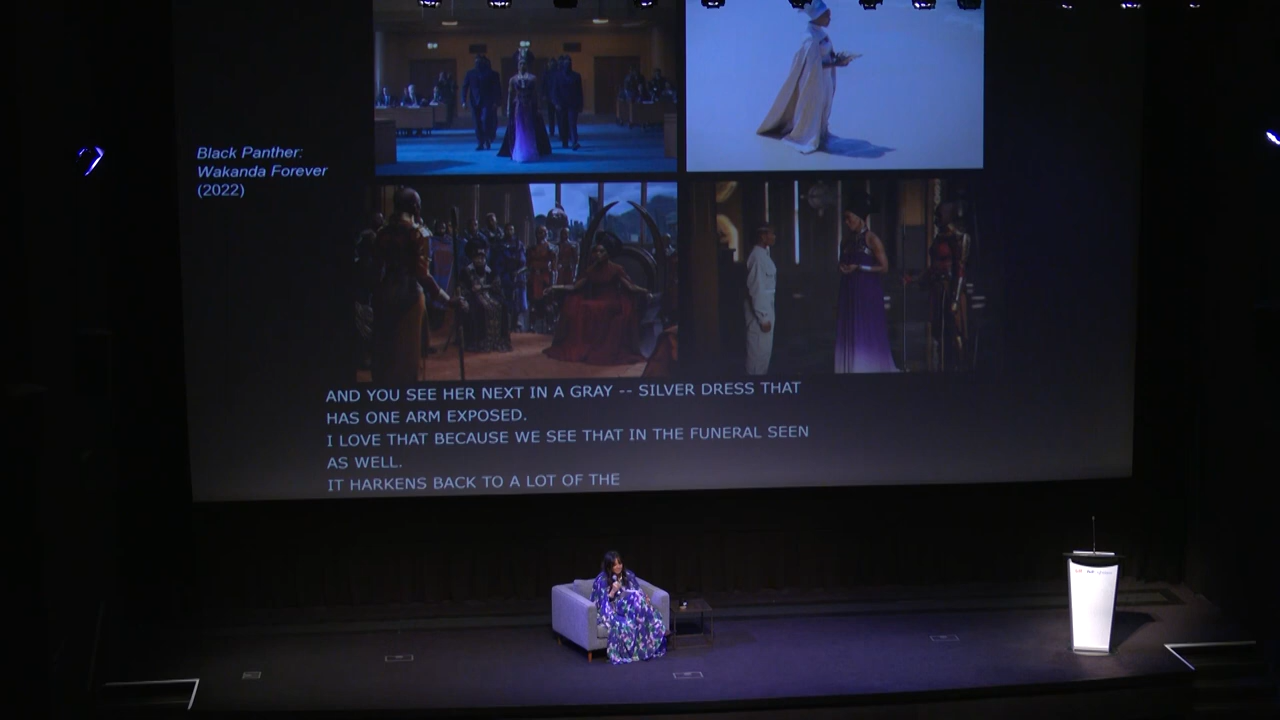 Black Panther:
Wakanda Forever
(2022)
AND YOU SEE HER NEXT IN A GRAY -- SILVER DRESS THAT
HAS ONE ARM EXPOSED.
I LOVE THAT BECAUSE WE SEE THAT IN THE FUNERAL SEEN
AS WELL.
IT HARKENS BACK TO A LOT OF THE